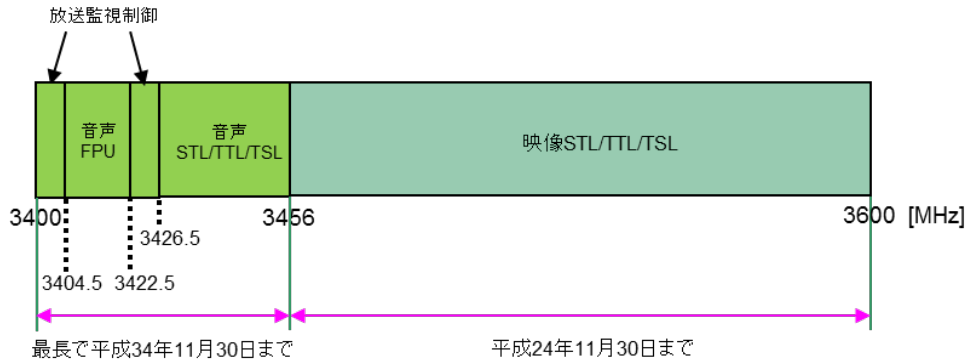 放送監視制御
音声
FPU
音声
STL/TTL/TSL
映像STL/TTL/TSL
3400
3456
3600 [MHz]
3426.5
3404.5
3422.5
最長で平成34年11月30日まで
平成24年11月30日まで